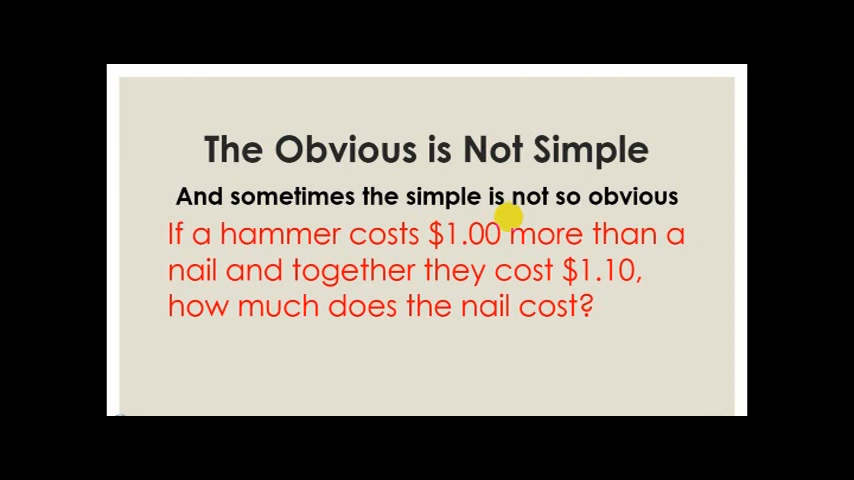 The Obvious is Not Simple
And sometimes the simple is not so obvious
If a hammer costs $1.00 more than a
nail and together they cost $1.10,
how much does the nail cost?